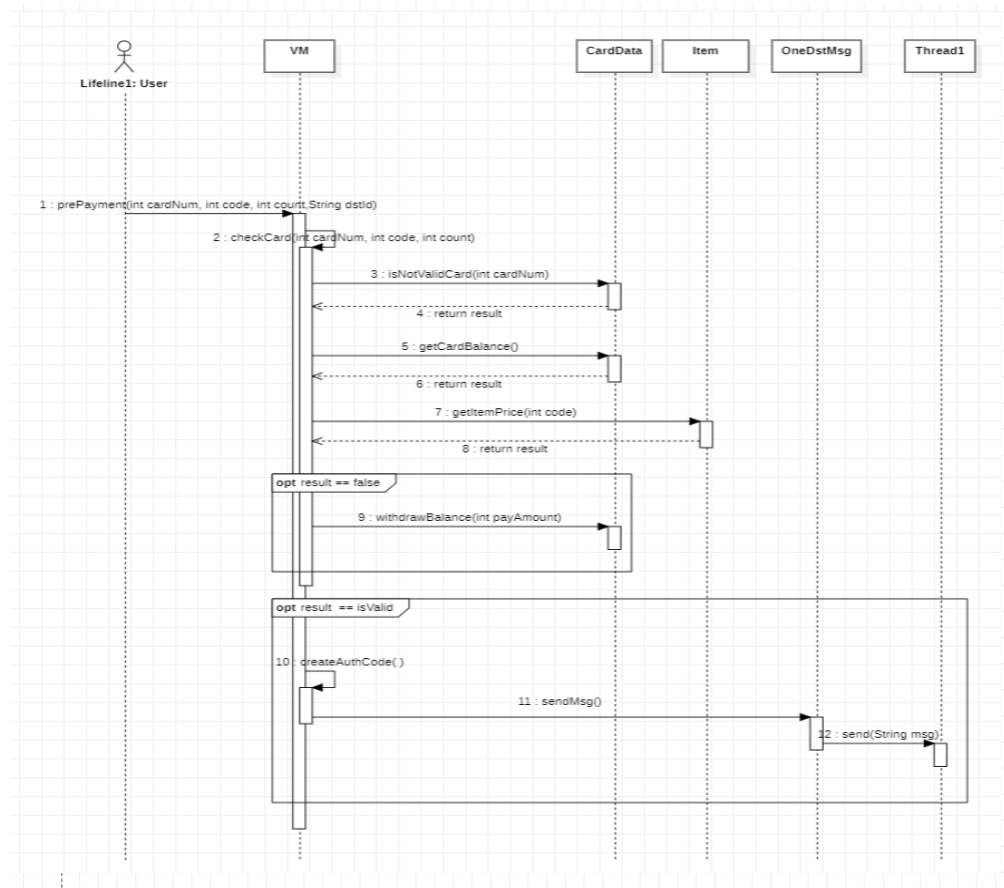 VM
CardData
Item
OneDstMsg
Thread1
Lifeline1: User
1 : prePayment(int cardNum, int code, int count,String dstId)
2 : checkCard(int cardNum, int code, int count)
3 : isNotValidCard(int cardNum)
4 : return result
5 : getCardBalance()
6 : return result
7 : getItemPrice(int code)
8 : return result
opt result == false
9 : withdrawBalance(int payAmount)
opt result == isValid
10 : createAuthCode( )
11 : sendMsg()
12 : send(String msg)